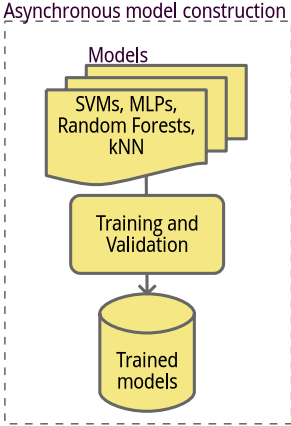 Asynchronous model construction
Models
SVMs, MLPs,
Random Forests,
kNN
Training and
Validation
Trained
models